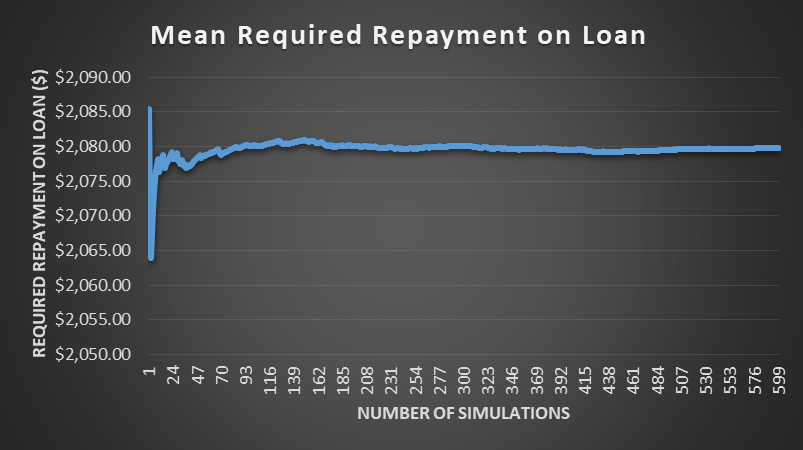 Mean Required Repayment on Loan
REQUIRED REPAYMENT ON LOAN ($)
$2,090.00
$2,085.00
$2,080.00
$2,075.00
$2,070.00
$2,065.00
$2,060.00
$2,055.00
$2,050.00
1 24 47 70 93 116 139 162 185 208 231 254 277 300 323 346 369 392 415 438 461 484 507 530 553 576 599
NUMBER OF SIMULATIONS